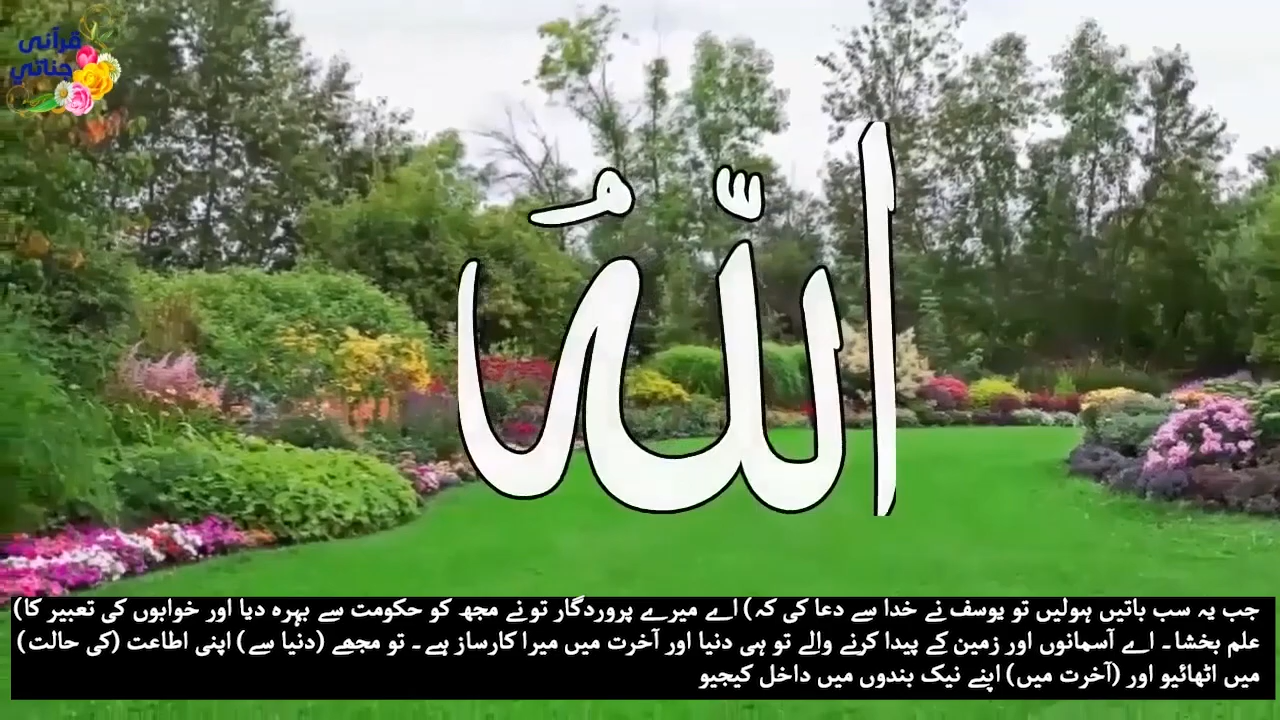 قرآنی
جناتي
اللّٰهُ
جب یہ سب باتیں ہولیں تو یوسف نے خدا سے دعا کی کہ) اے میرے پروردگار تو نے مجھ کو حکومت سے بہرہ دیا اور خوابوں کی تعبیر کا)
علم بخشا۔ اے آسمانوں اور زمین کے پیدا کرنے والے تو ہی دنیا اور آخرت میں میرا کارساز ہے۔ تو مجھے (دنیا سے) اپنی اطاعت (کی حالت)
میں اٹھائیو اور (آخرت میں) اپنے نیک بندوں میں داخل کیجیو